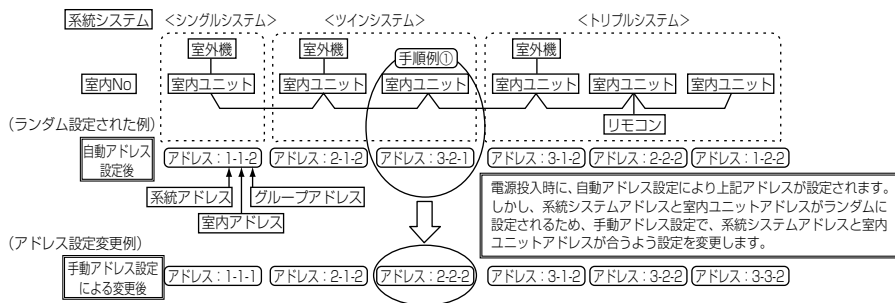 系統システム
<シングルシステム>
<ツインシステム>
<トリプルシステム>
室外機
室外機
手順例①
室外機
室内No
室内ユニット
室内ユニット
室内ユニット
室内ユニット
室内ユニット
室内ユニット
リモコン
(ランダム設定された例)
自動アドレス
設定後
アドレス:1-1-2
アドレス:2-1-2
アドレス:3-2-1
アドレス:3-1-2
アドレス:2-2-2
アドレス:1-2-2
系統アドレス
グループアドレス
室内アドレス
電源投入時に、自動アドレス設定により上記アドレスが設定されます。
しかし、系統システムアドレスと室内ユニットアドレスがランダムに
設定されるため、手動アドレス設定で、系統システムアドレスと室内
ユニットアドレスが合うよう設定を変更します。
(アドレス設定変更例)
手動アドレス設定
による変更後
アドレス:1-1-1
アドレス:2-1-2
アドレス:2-2-2
アドレス:3-1-2
アドレス:3-2-2
アドレス:3-3-2